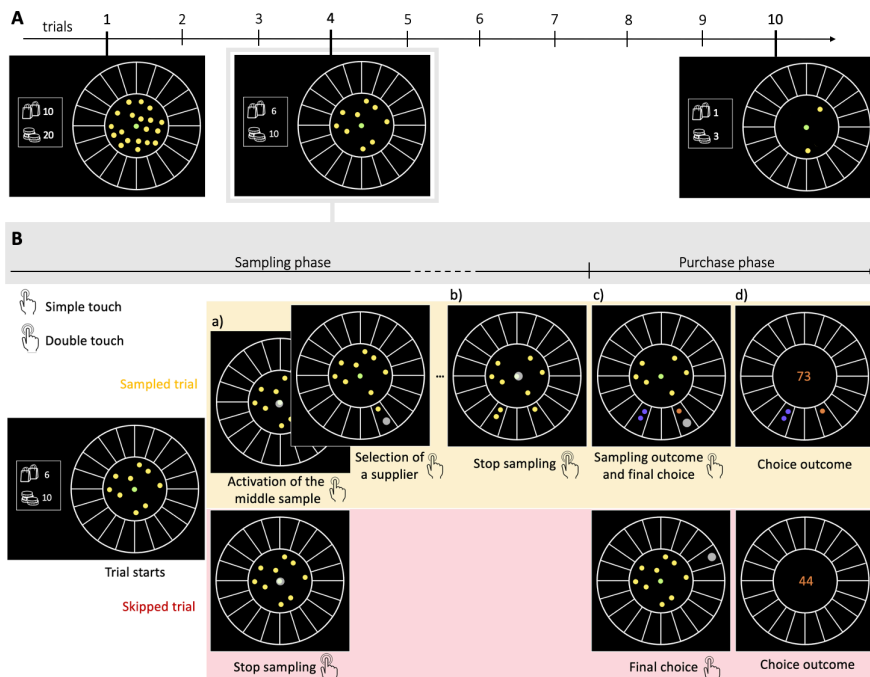 A
trials
1 2 3 4 5 6 7 8 9 10
10
20
6
10
1
3
B
Sampling phase
Purchase phase
Simple touch
Double touch
Sampled trial
a)
b)
c)
d)
...
73
Activation of the
middle sample
Selection of
a supplier
Stop sampling
Sampling outcome
and final choice
Choice outcome
6
10
Trial starts
Skipped trial
44
Stop sampling
Final choice
Choice outcome